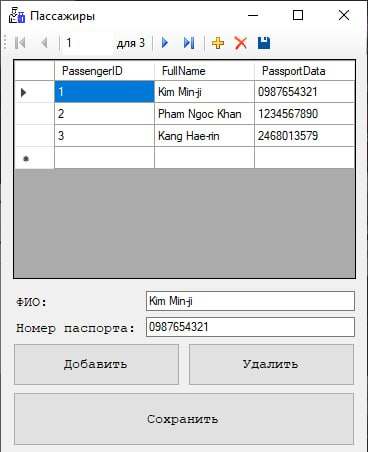 Пассажиры
1 для 3
PassengerID FullName PassportData
1 Kim Min-ji 0987654321
2 Pham Ngoc Khan 1234567890
3 Kang Hae-rin 2468013579
ФИО: Kim Min-ji
Номер паспорта: 0987654321
Добавить Удалить
Сохранить